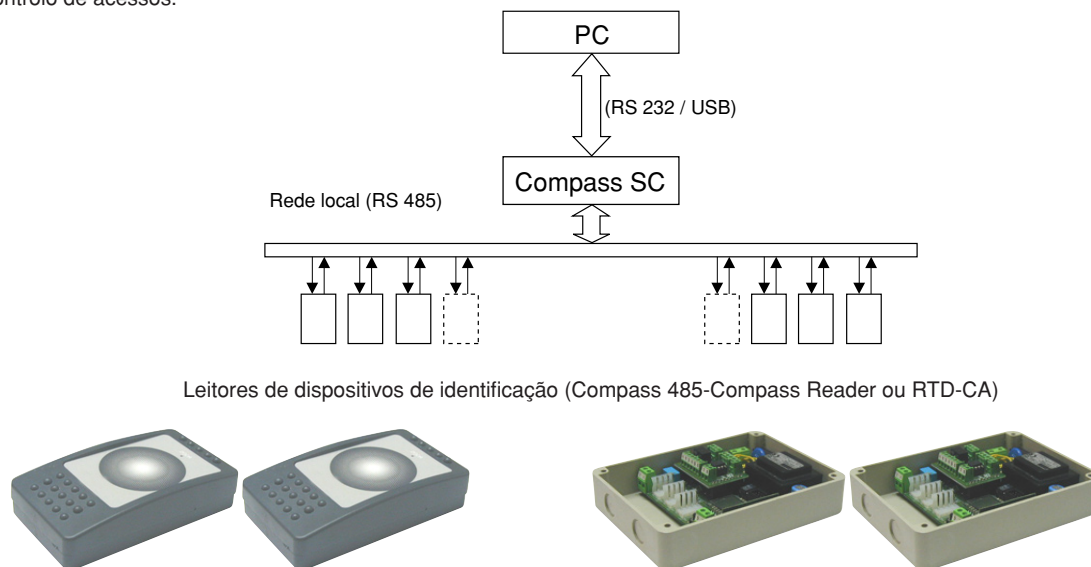 controlo de acessos.
PC
(RS 232 / USB)
Compass SC
Rede local (RS 485)
Leitores de dispositivos de identificação (Compass 485-Compass Reader ou RTD-CA)